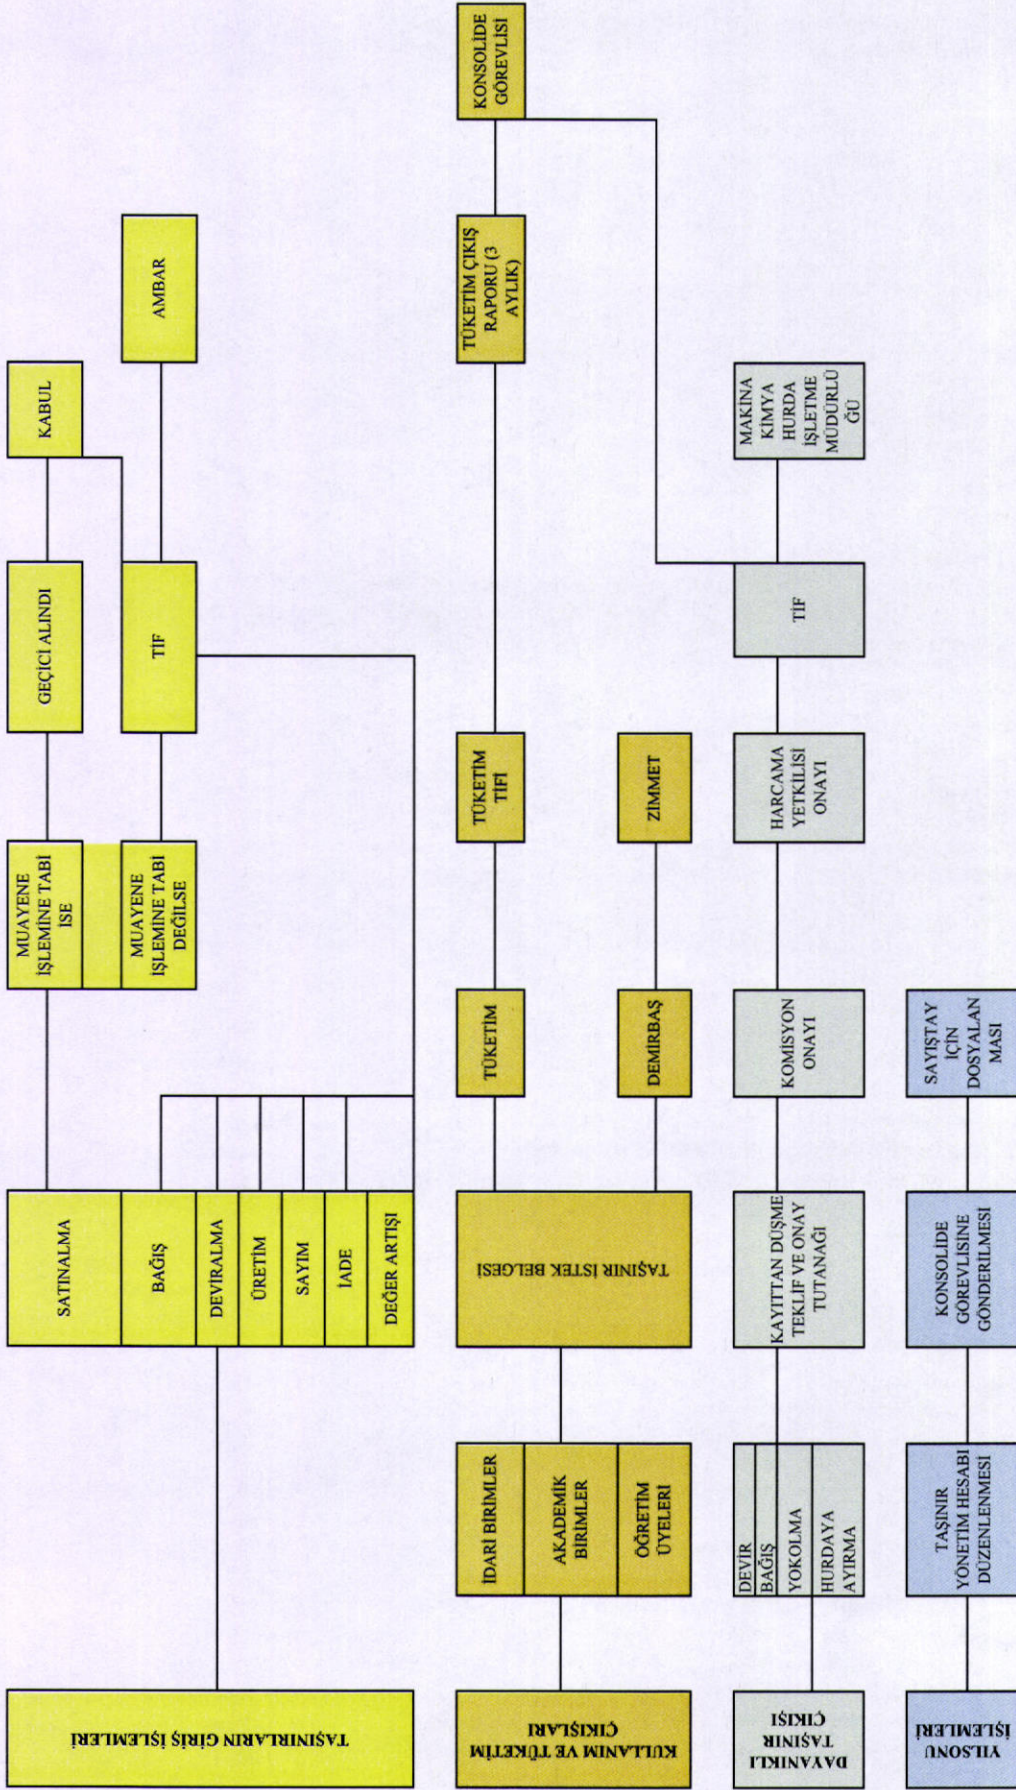 TAŞINIRLARIN GİRİŞ İŞLEMLERİ
SATINALMA
BAĞIŞ
DEVİRALMA
ÜRETİM
SAYIM
İADE
DEĞER ARTIŞI
MUAYENE
İŞLEMİNE TABİ
İSE
MUAYENE
İŞLEMİNE TABİ
DEĞİLSE
GEÇİCİ ALINDI
TİF
KABUL
AMBAR
KULLANIM VE TÜKETİM
ÇIKIŞLARI
İDARİ BİRİMLER
AKADEMİK
BİRİMLER
ÖĞRETİM
ÜYELERİ
TAŞINIR İSTEK BELGESİ
TÜKETİM
DEMİRBAŞ
TÜKETİM
TİFİ
ZİMMET
TÜKETİM ÇIKIŞ
RAPORU (3
AYLIK)
KONSOLİDE
GÖREVLİSİ
DAYANIKLI
TAŞINIR
ÇIKIŞI
DEVİR
BAĞIŞ
YOKOLMA
HURDAYA
AYIRMA
KAYITTAN DÜŞME
TEKLİF VE ONAY
TUTANAĞI
KOMİSYON
ONAYI
HARCAMA
YETKİLİSİ
ONAYI
TİF
MAKİNA
KİMYA
HURDA
İŞLETME
MÜDÜRLÜ
ĞÜ
YILSONU
İŞLEMLERİ
TAŞINIR
YÖNETİM HESABI
DÜZENLENMESİ
KONSOLİDE
GÖREVLİSİNE
GÖNDERİLMESİ
SAYIŞTAY
İÇİN
DOSYALAN
MASI